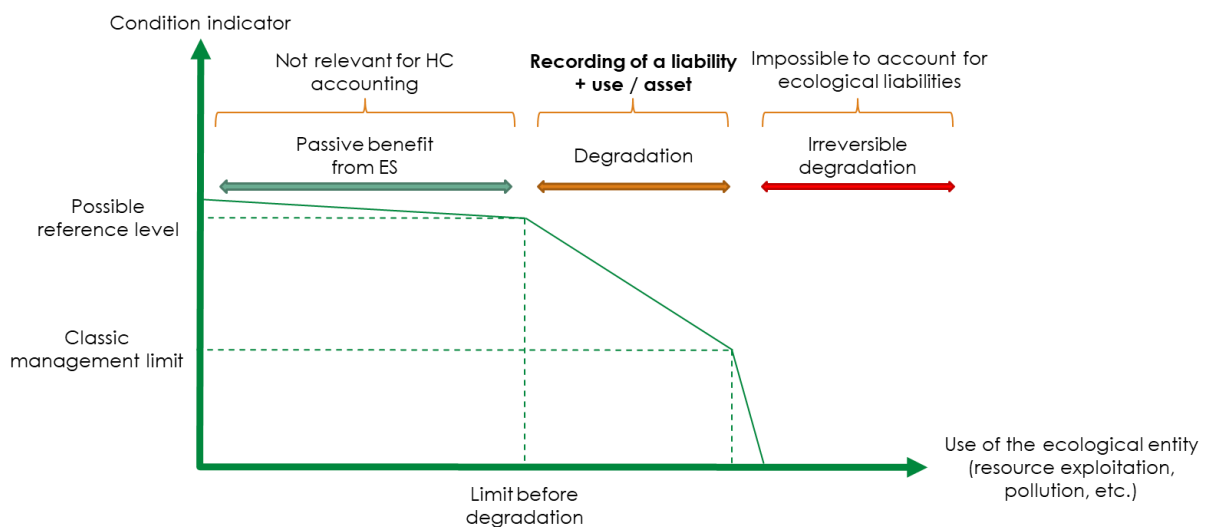 Condition indicator
Not relevant for HC
accounting
Recording of a liability
+ use / asset
Impossible to account for
ecological liabilities
Passive benefit
from ES
Degradation
Irreversible
degradation
Possible
reference level
Classic
management limit
Limit before
degradation
Use of the ecological entity
(resource exploitation,
pollution, etc.)